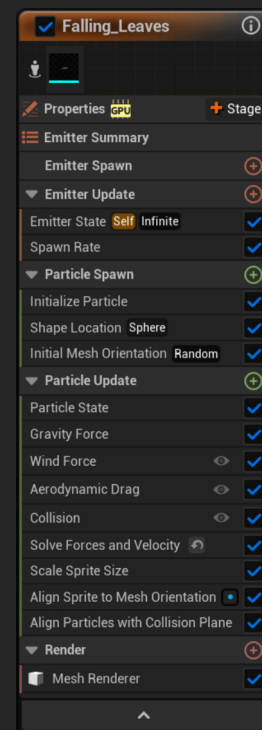 Falling_Leaves
Properties GPU + Stage
Emitter Summary
Emitter Spawn
Emitter Update
Emitter State Self Infinite
Spawn Rate
Particle Spawn
Initialize Particle
Shape Location Sphere
Initial Mesh Orientation Random
Particle Update
Particle State
Gravity Force
Wind Force
Aerodynamic Drag
Collision
Solve Forces and Velocity
Scale Sprite Size
Align Sprite to Mesh Orientation
Align Particles with Collision Plane
Render
Mesh Renderer